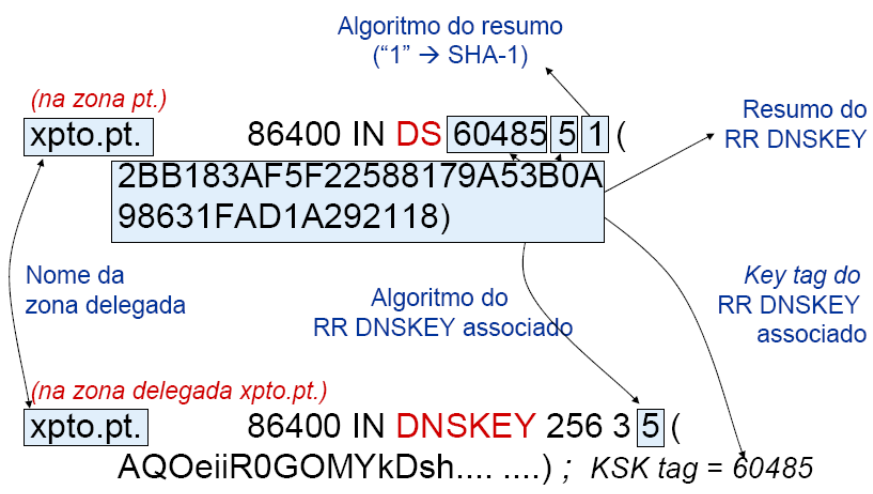 Algoritmo do resumo
(“1” → SHA-1)
(na zona pt.)
xpto.pt. 86400 IN DS 60485 5 1 (
2BB183AF5F22588179A53B0A
98631FAD1A292118)
Resumo do
RR DNSKEY
Nome da
zona delegada
Algoritmo do
RR DNSKEY associado
Key tag do
RR DNSKEY
associado
(na zona delegada xpto.pt.)
xpto.pt. 86400 IN DNSKEY 256 3 5 (
AQOeiiR0GOMYkDsh.... ....) ; KSK tag = 60485